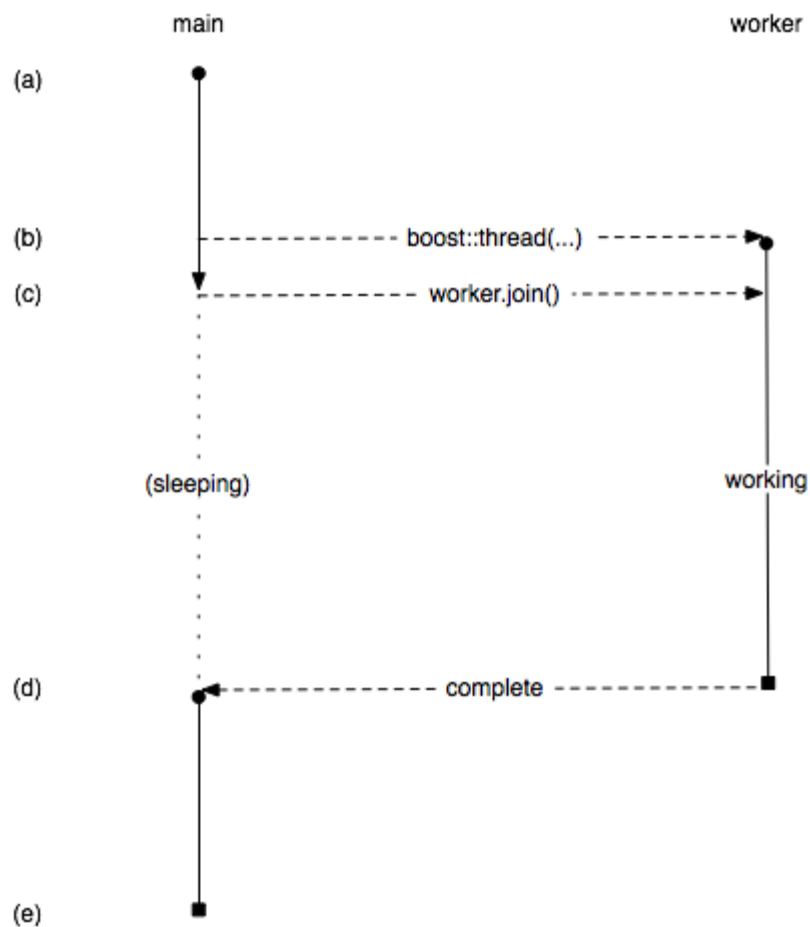 main worker
(a)
(b) boost::thread(...)
(c) worker.join()
(sleeping) working
(d) complete
(e)